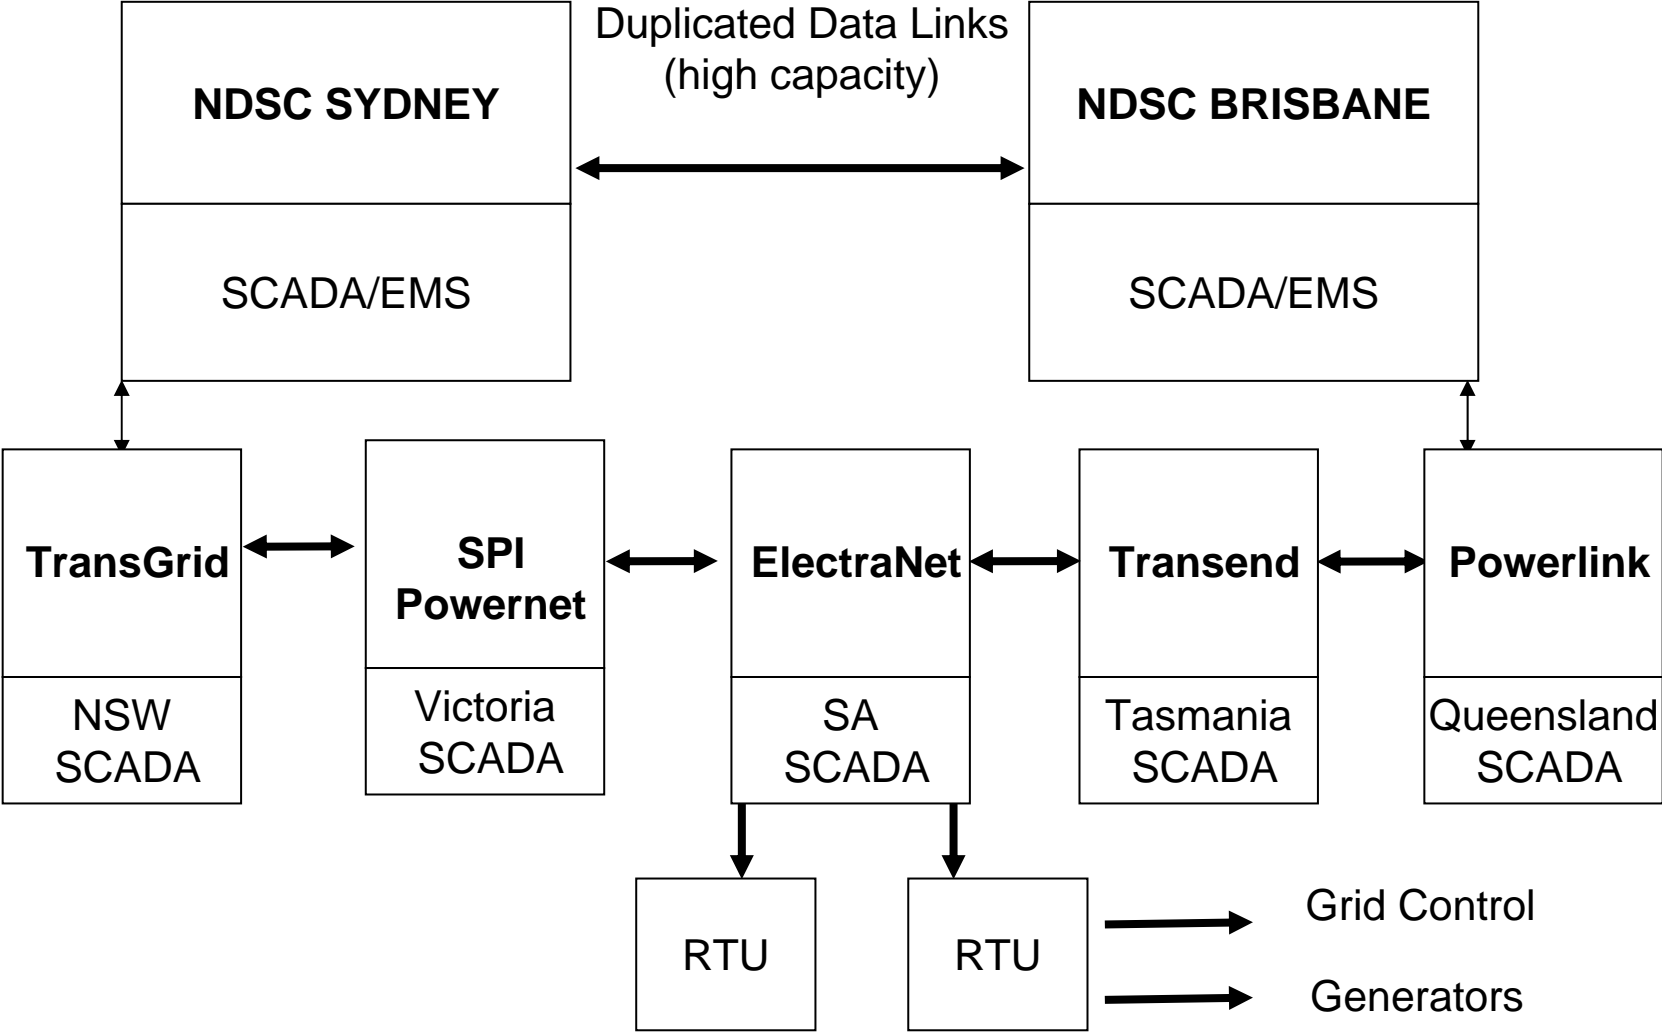 Duplicated Data Links
(high capacity)
NDSC SYDNEY
NDSC BRISBANE
SCADA/EMS
SCADA/EMS
TransGrid
SPI
Powernet
ElectraNet
Transend
Powerlink
NSW
SCADA
Victoria
SCADA
SA
SCADA
Tasmania
SCADA
Queensland
SCADA
RTU
RTU
Grid Control
Generators